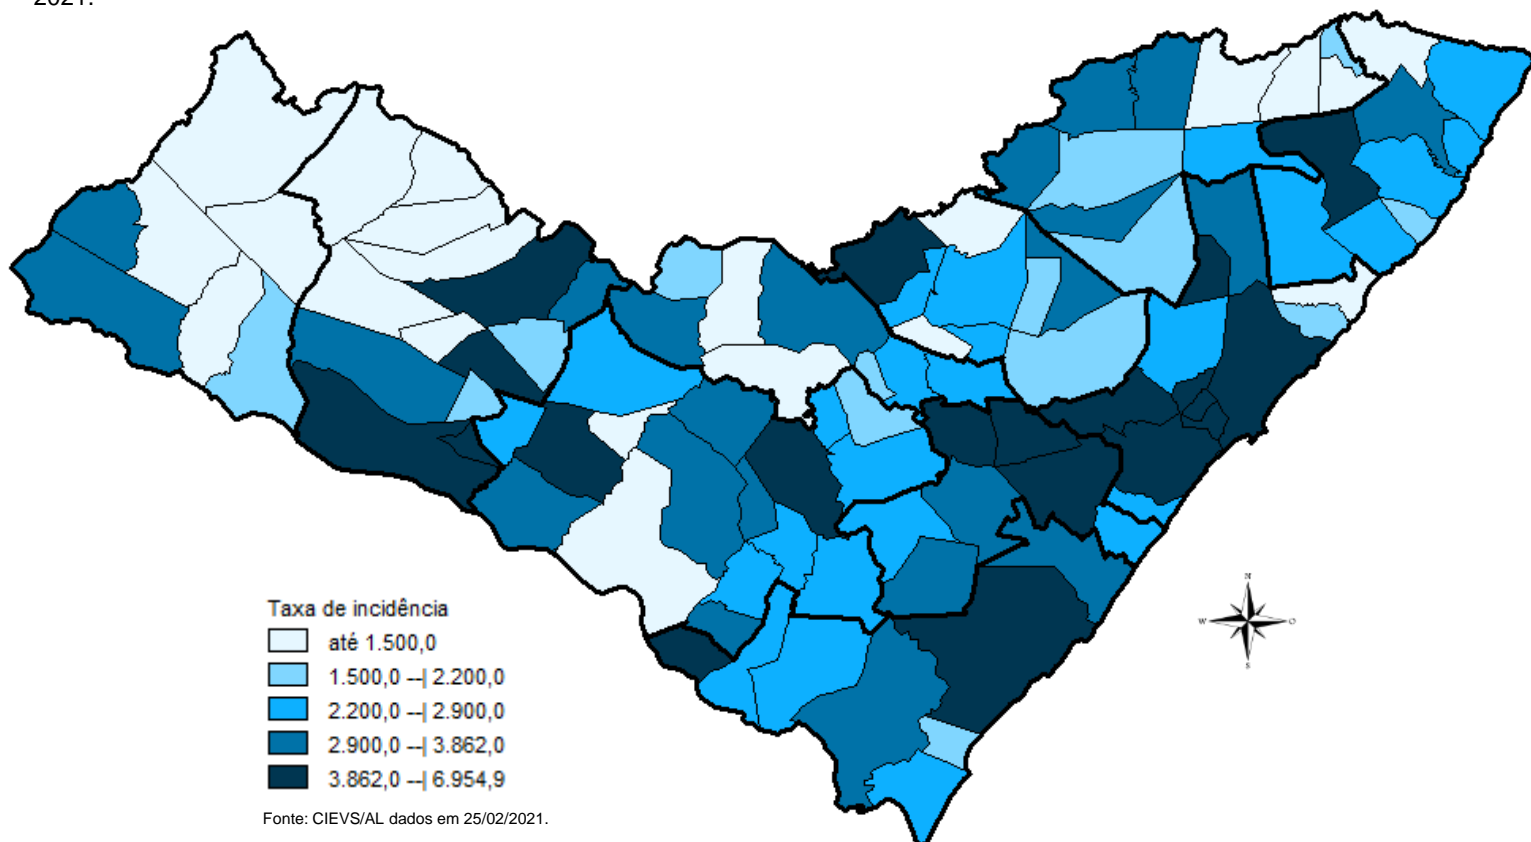 2021.
N
W
O
S
Taxa de incidência
até 1.500,0
1.500,0 --| 2.200,0
2.200,0 --| 2.900,0
2.900,0 --| 3.862,0
3.862,0 --| 6.954,9
Fonte: CIEVS/AL dados em 25/02/2021.